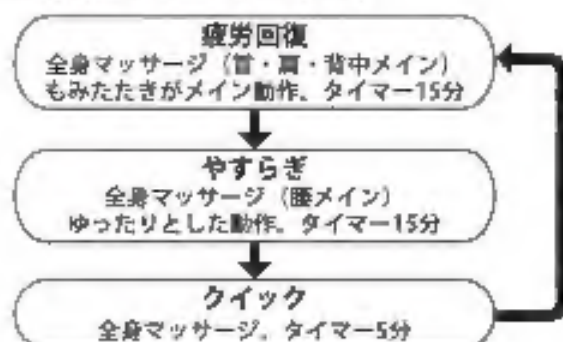 疲労回復
全身マッサージ（首・肩・背中メイン）
もみたたきがメイン動作、タイマー15分
やすらぎ
全身マッサージ（腰メイン）
ゆったりとした動作、タイマー15分
クイック
全身マッサージ、タイマー5分